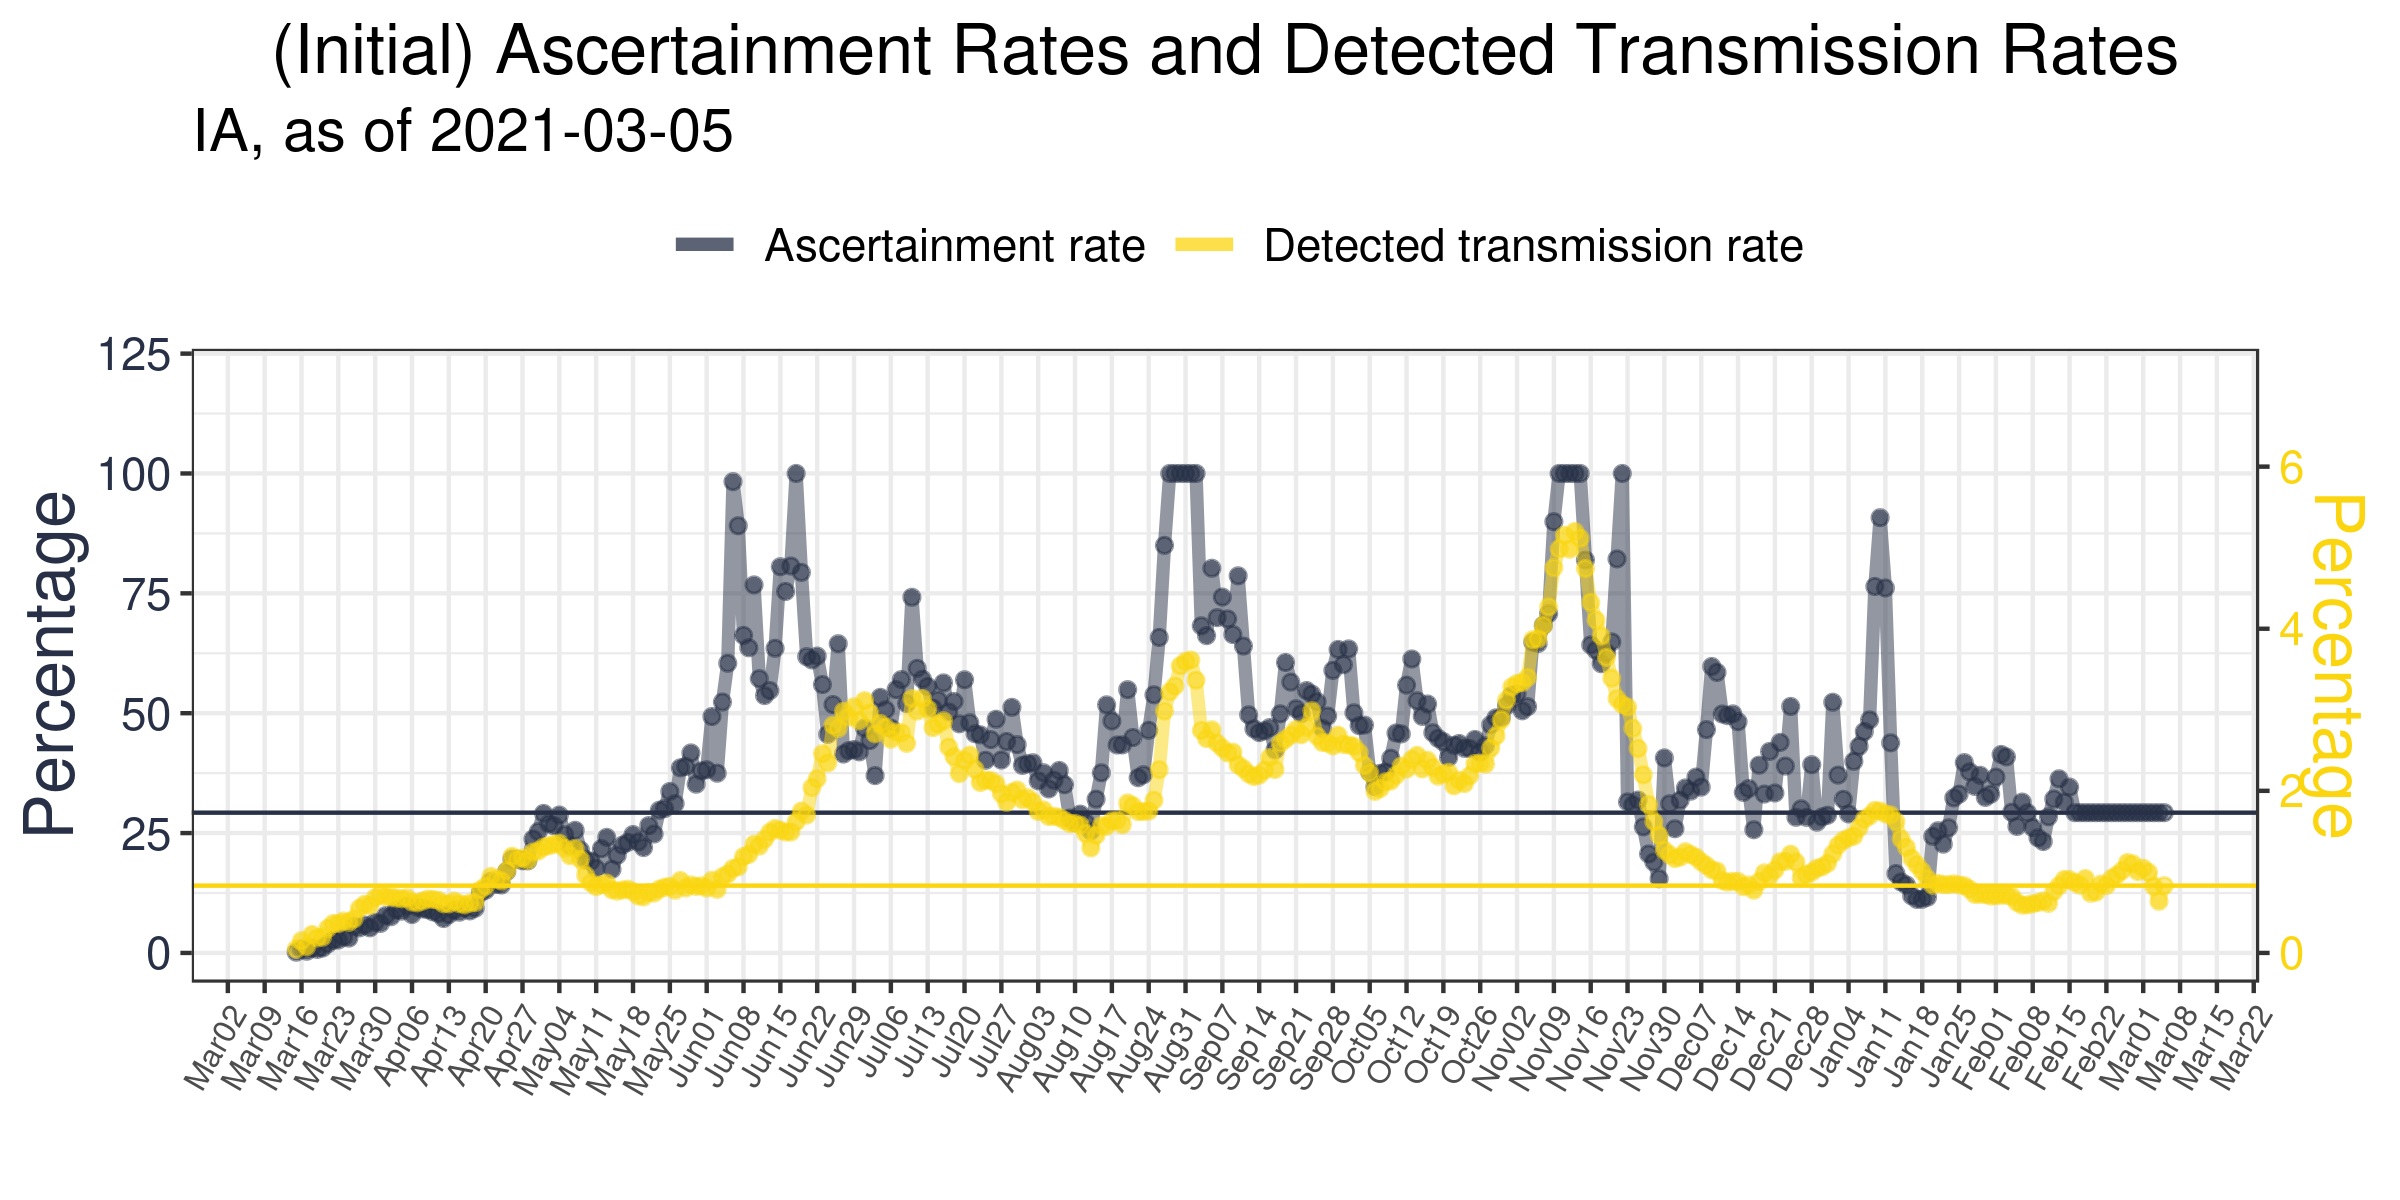 (Initial) Ascertainment Rates and Detected Transmission Rates
IA, as of 2021-03-05
Ascertainment rate
Detected transmission rate
Percentage
125
100
75
50
25
0
6
4
2
0
Percentage
Mar02
Mar09
Mar16
Mar23
Mar30
Apr06
Apr13
Apr20
Apr27
May04
May11
May18
May25
Jun01
Jun08
Jun15
Jun22
Jun29
Jul06
Jul13
Jul20
Jul27
Aug03
Aug10
Aug17
Aug24
Aug31
Sep07
Sep14
Sep21
Sep28
Oct05
Oct12
Oct19
Oct26
Nov02
Nov09
Nov16
Nov23
Nov30
Dec07
Dec14
Dec21
Dec28
Jan04
Jan11
Jan18
Jan25
Feb01
Feb08
Feb15
Feb22
Mar01
Mar08
Mar15
Mar22